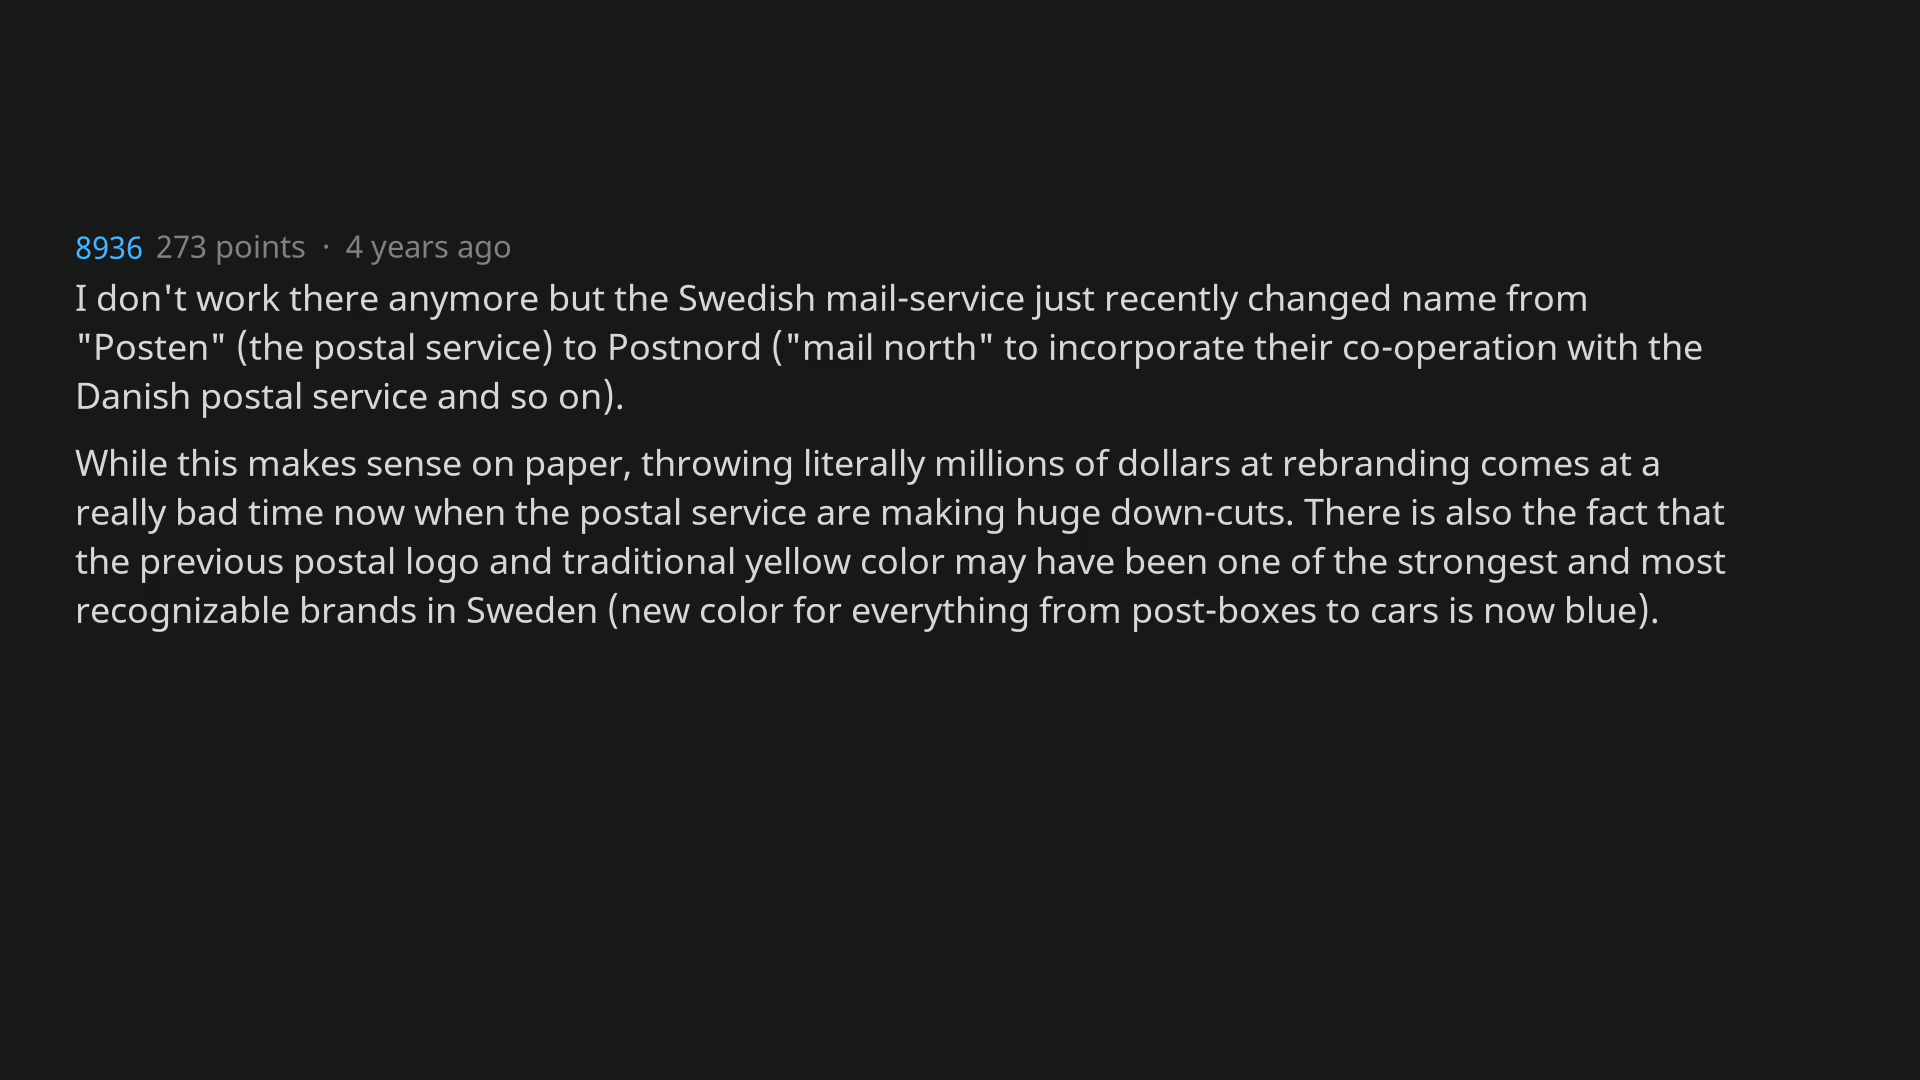 8936 273 points · 4 years ago
I don't work there anymore but the Swedish mail-service just recently changed name from
"Posten" (the postal service) to Postnord ("mail north" to incorporate their co-operation with the
Danish postal service and so on).
While this makes sense on paper, throwing literally millions of dollars at rebranding comes at a
really bad time now when the postal service are making huge down-cuts. There is also the fact that
the previous postal logo and traditional yellow color may have been one of the strongest and most
recognizable brands in Sweden (new color for everything from post-boxes to cars is now blue).